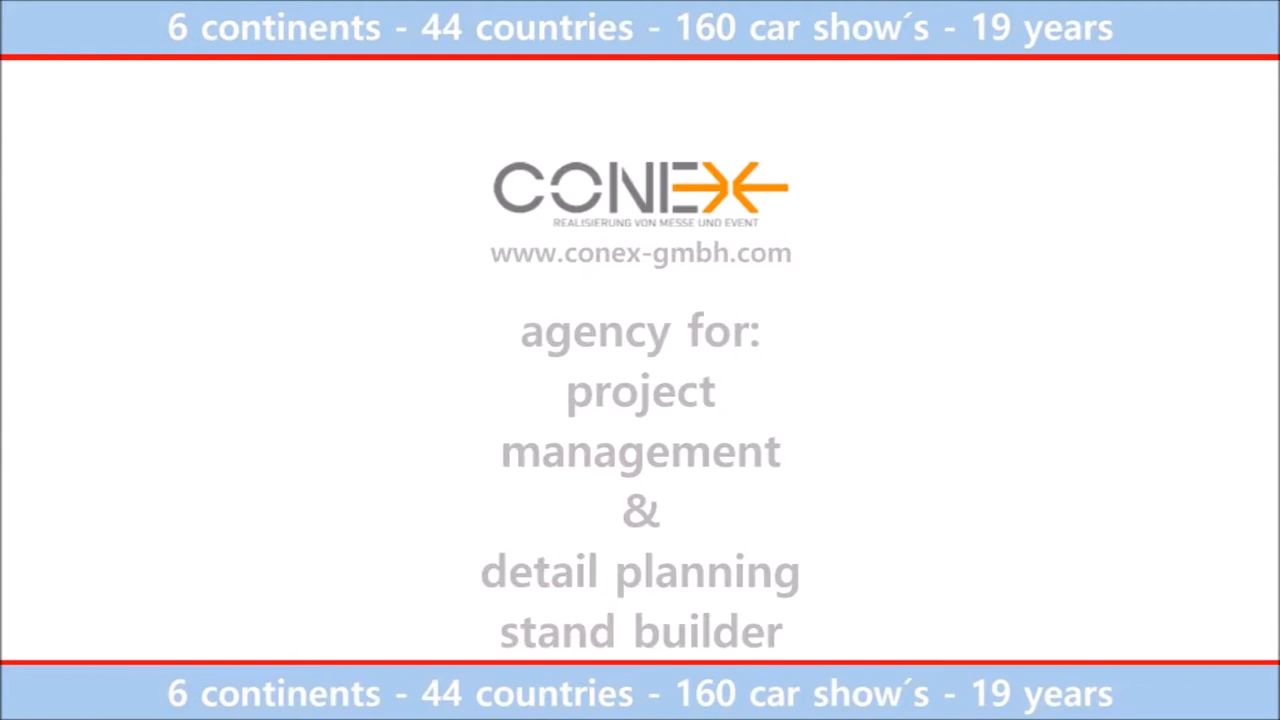 6 continents - 44 countries - 160 car show´s - 19 years
CONEX
REALISIERUNG VON MESSE UND EVENT
www.conex-gmbh.com
agency for:
project
management
&
detail planning
stand builder
6 continents - 44 countries - 160 car show´s - 19 years